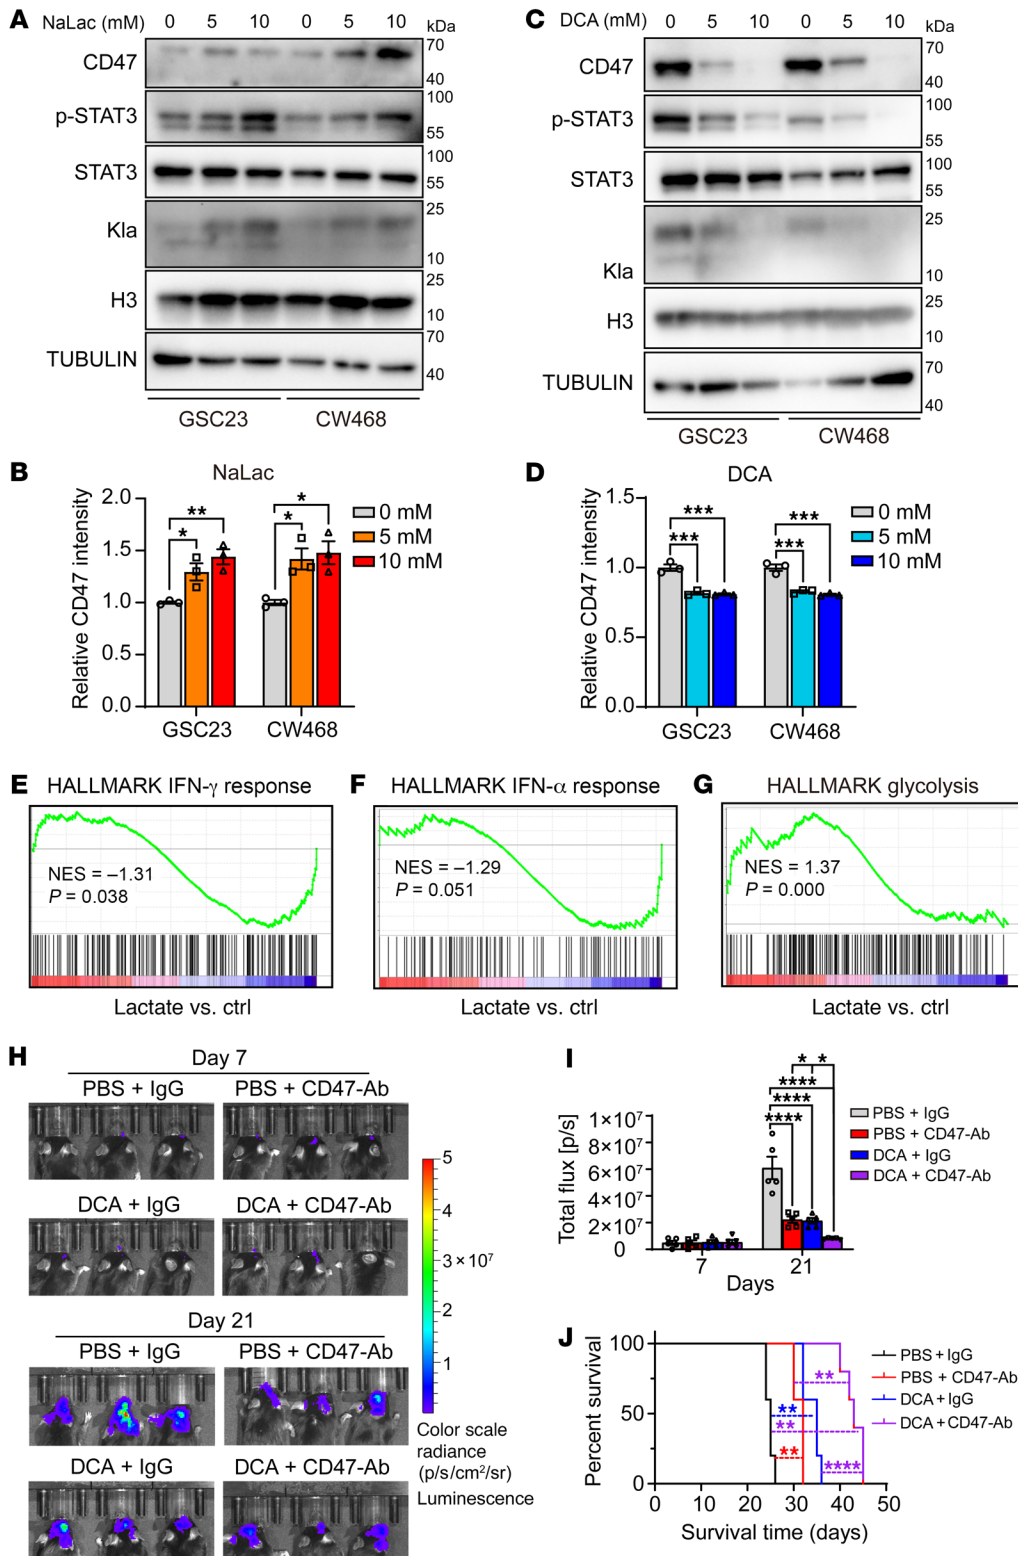 A
NaLac (mM) 0 5 10 0 5 10 kDa
CD47
70
40
p-STAT3
100
55
STAT3
100
55
Kla
25
10
H3
25
10
TUBULIN
70
40
GSC23 CW468
C
DCA (mM) 0 5 10 0 5 10 kDa
CD47
70
40
p-STAT3
100
55
STAT3
100
55
Kla
25
10
H3
25
10
TUBULIN
70
40
GSC23 CW468
B
NaLac
Relative CD47 intensity
2.0
1.5
1.0
0.5
0.0
* ** * *
0 mM
5 mM
10 mM
GSC23 CW468
D
DCA
Relative CD47 intensity
1.5
1.0
0.5
0
*** *** *** ***
0 mM
5 mM
10 mM
GSC23 CW468
E
HALLMARK IFN-γ response
NES = –1.31
P = 0.038
Lactate vs. ctrl
F
HALLMARK IFN-α response
NES = –1.29
P = 0.051
Lactate vs. ctrl
G
HALLMARK glycolysis
NES = 1.37
P = 0.000
Lactate vs. ctrl
H
Day 7
PBS + IgG PBS + CD47-Ab
DCA + IgG DCA + CD47-Ab
Day 21
PBS + IgG PBS + CD47-Ab
DCA + IgG DCA + CD47-Ab
5
4
3 × 10⁷
2
1
Color scale
radiance
(p/s/cm²/sr)
Luminescence
I
Total flux [p/s]
1×10⁷
8×10⁷
6×10⁷
4×10⁷
2×10⁷
0
* *
****
****
****
PBS + IgG
PBS + CD47-Ab
DCA + IgG
DCA + CD47-Ab
7 21
Days
J
Percent survival
100
50
0
**
**
**
**
****
PBS + IgG
PBS + CD47-Ab
DCA + IgG
DCA + CD47-Ab
0 10 20 30 40 50
Survival time (days)